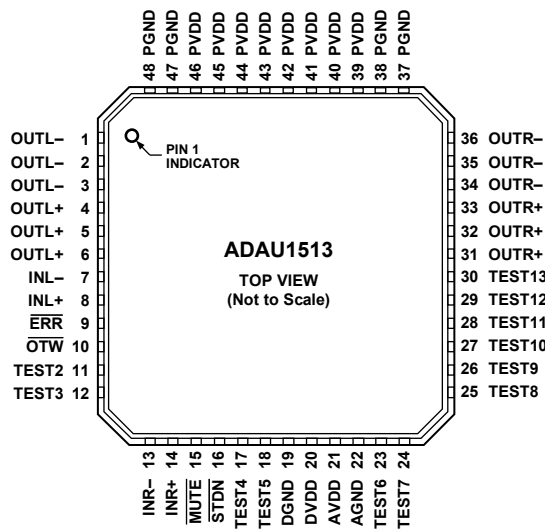 48 PGND
47 PGND
46 PVDD
45 PVDD
44 PVDD
43 PVDD
42 PVDD
41 PVDD
40 PVDD
39 PVDD
38 PGND
37 PGND
OUTL– 1
OUTL– 2
OUTL– 3
OUTL+ 4
OUTL+ 5
OUTL+ 6
INL– 7
INL+ 8
ERR 9
OTW 10
TEST2 11
TEST3 12
PIN 1
INDICATOR
ADAU1513
TOP VIEW
(Not to Scale)
36 OUTR–
35 OUTR–
34 OUTR–
33 OUTR+
32 OUTR+
31 OUTR+
30 TEST13
29 TEST12
28 TEST11
27 TEST10
26 TEST9
25 TEST8
INR– 13
INR+ 14
MUTE 15
STDN 16
TEST4 17
TEST5 18
DGND 19
DVDD 20
AVDD 21
AGND 22
TEST6 23
TEST7 24